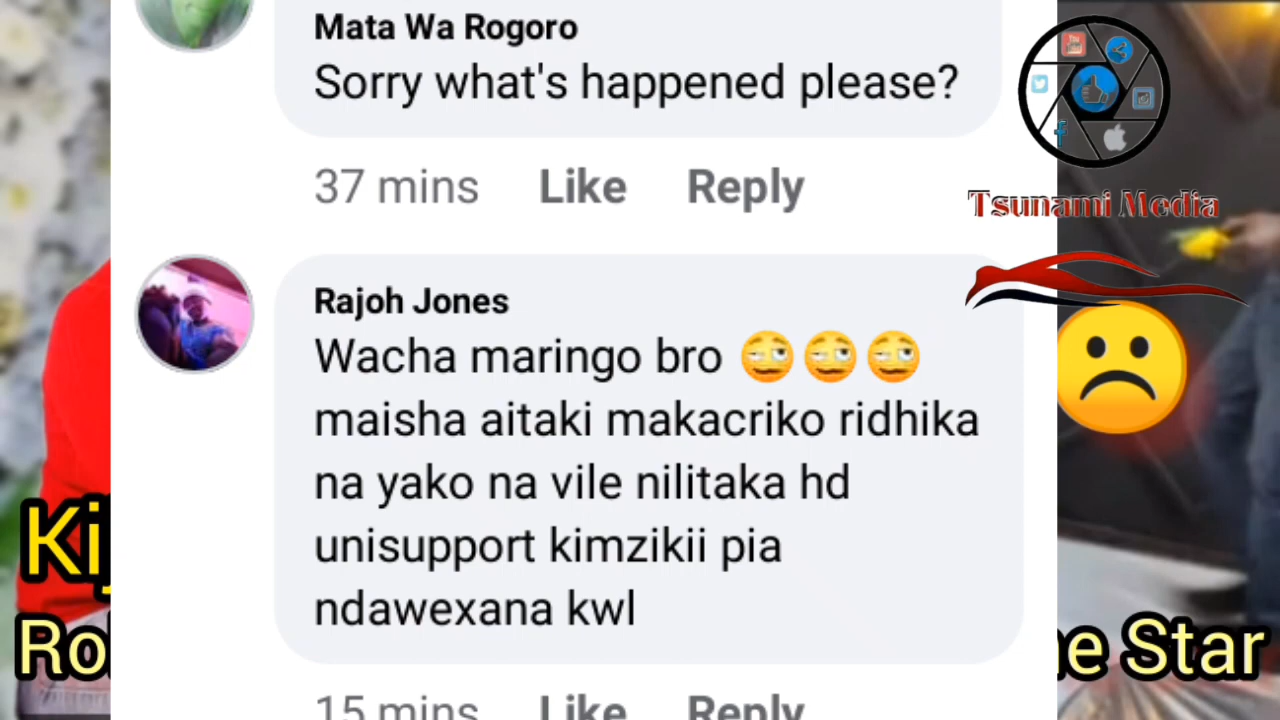 Mata Wa Rogoro
Sorry what's happened please?
37 mins Like Reply
Tsunami Media
Rajoh Jones
Wacha maringo bro
maisha aitaki makacriko ridhika
na yako na vile nilitaka hd
unisupport kimzikii pia
ndawexana kwl
15 mins Like Reply
Star